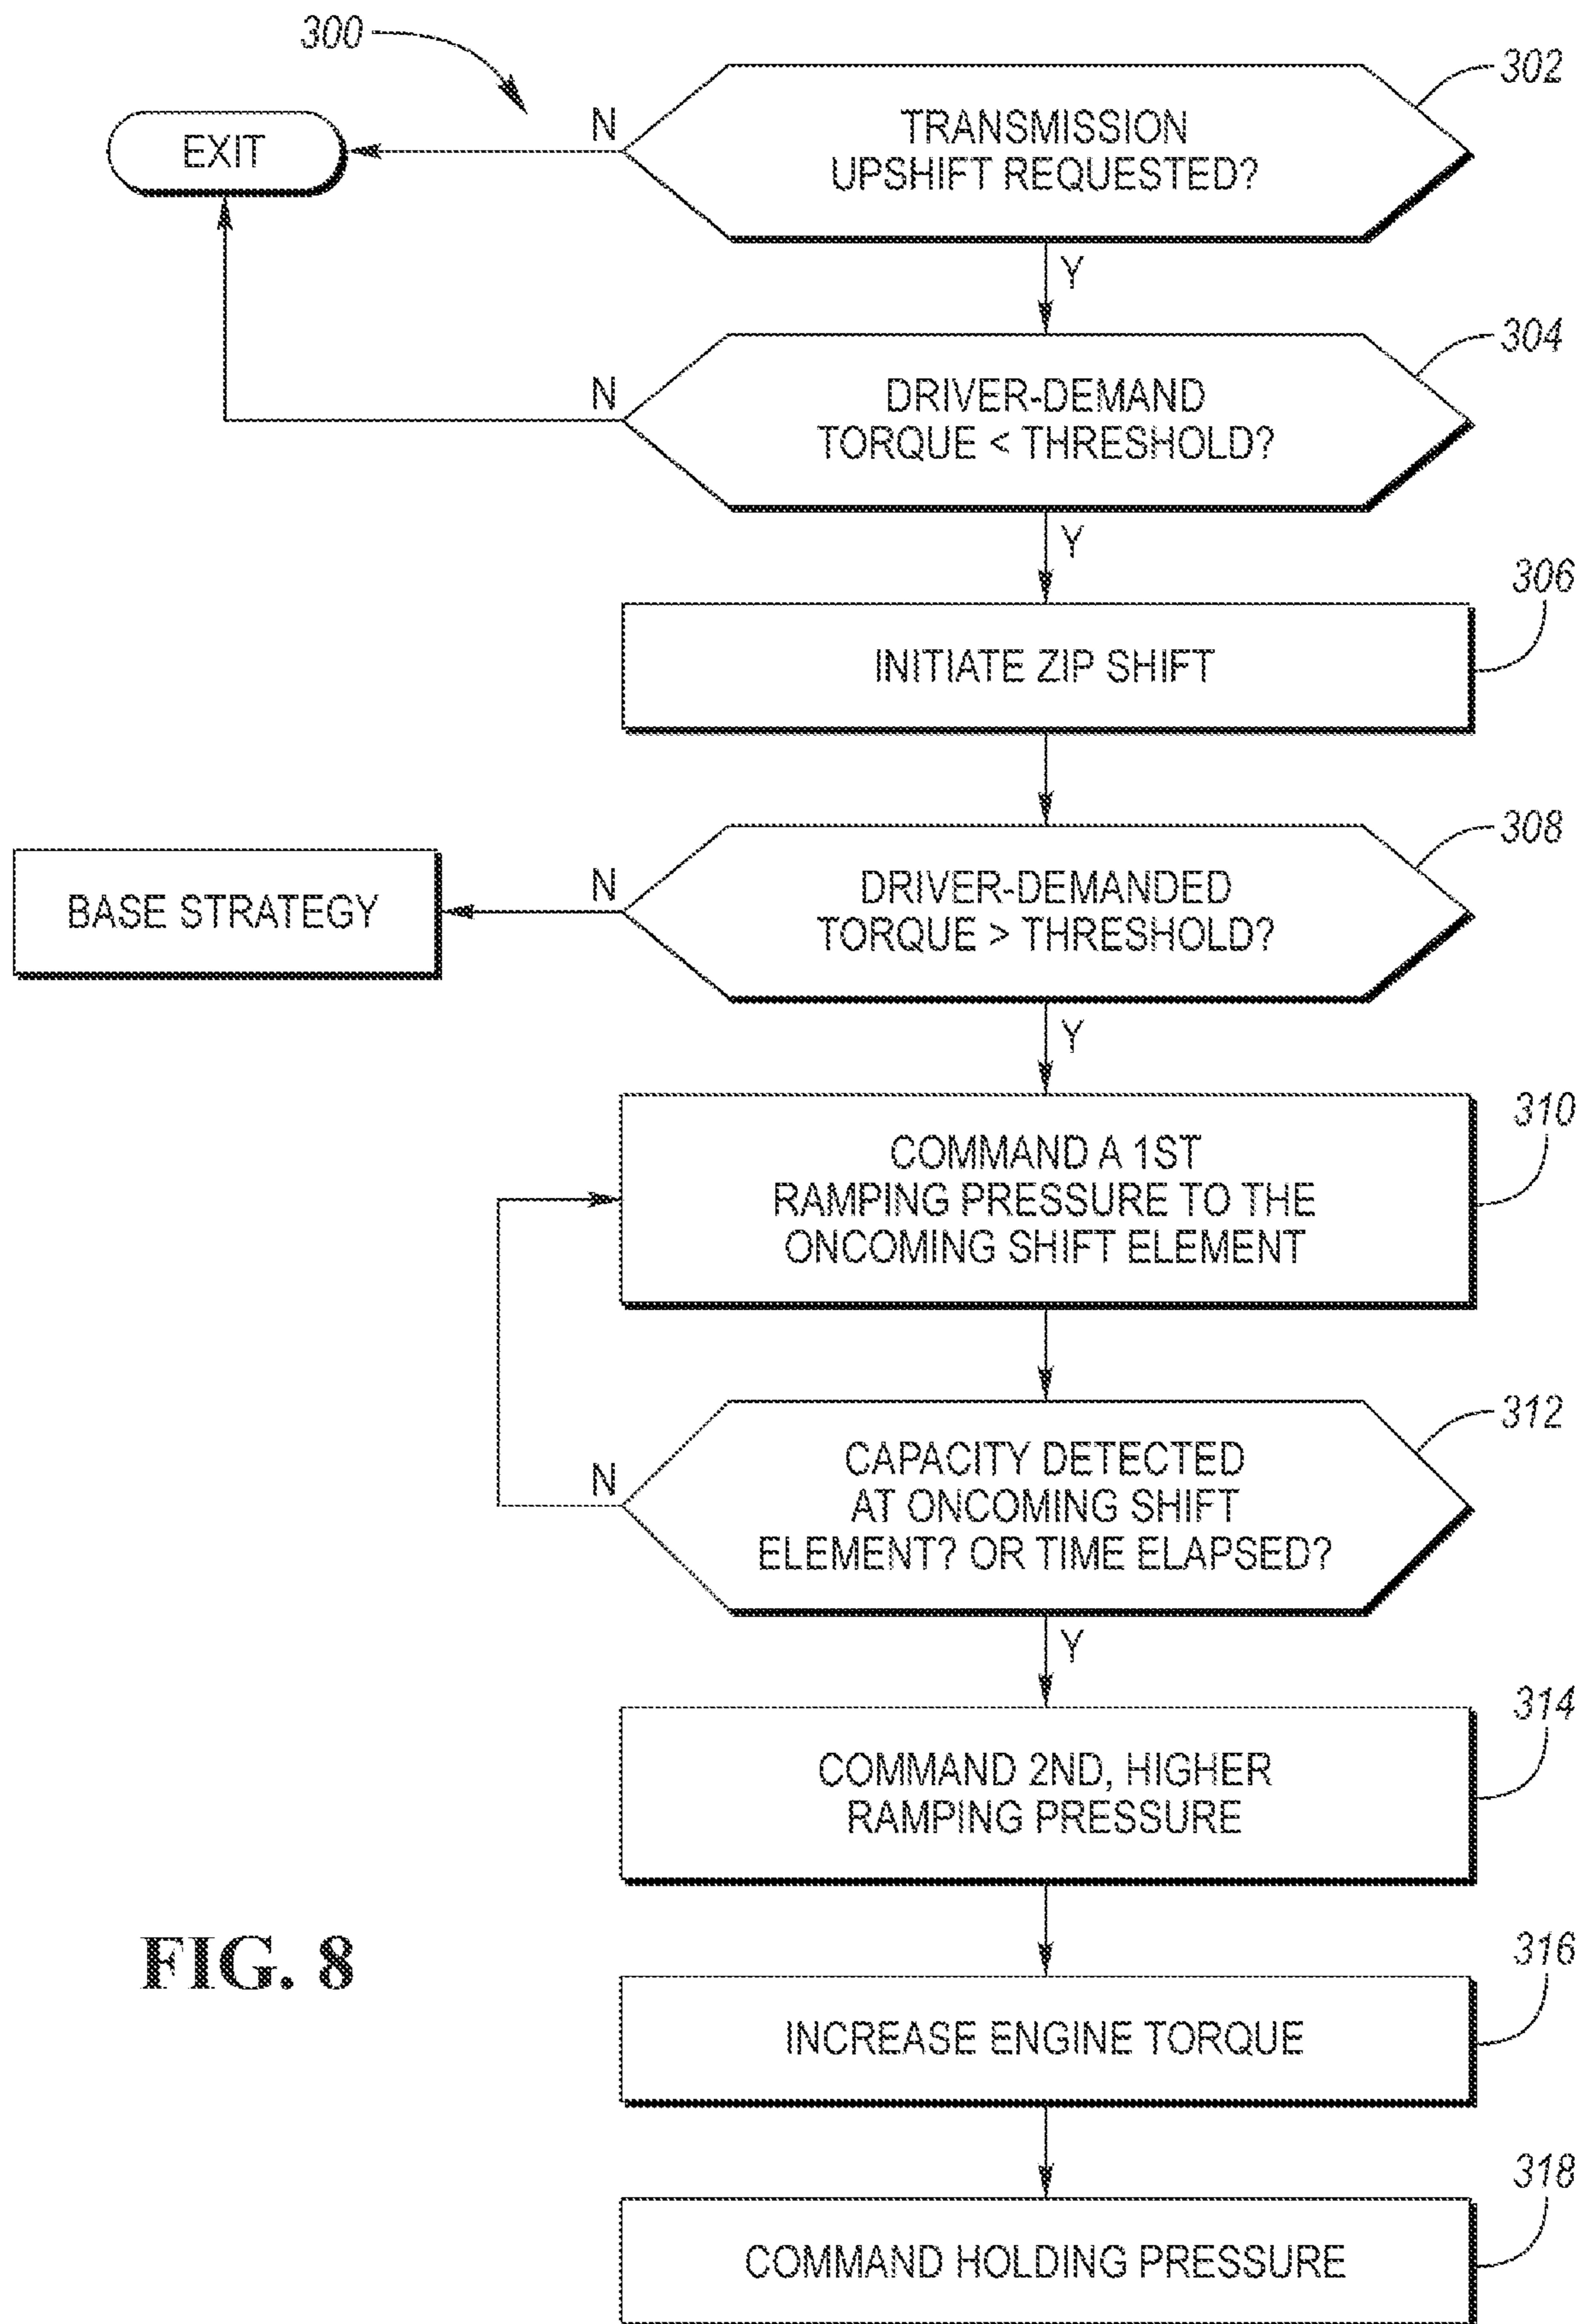 300
302
EXIT
N
TRANSMISSION
UPSHIFT REQUESTED?
Y
304
N
DRIVER-DEMAND
TORQUE < THRESHOLD?
Y
306
INITIATE ZIP SHIFT
308
BASE STRATEGY
N
DRIVER-DEMANDED
TORQUE > THRESHOLD?
Y
310
COMMAND A 1ST
RAMPING PRESSURE TO THE
ONCOMING SHIFT ELEMENT
312
N
CAPACITY DETECTED
AT ONCOMING SHIFT
ELEMENT? OR TIME ELAPSED?
Y
314
COMMAND 2ND, HIGHER
RAMPING PRESSURE
FIG. 8
316
INCREASE ENGINE TORQUE
318
COMMAND HOLDING PRESSURE